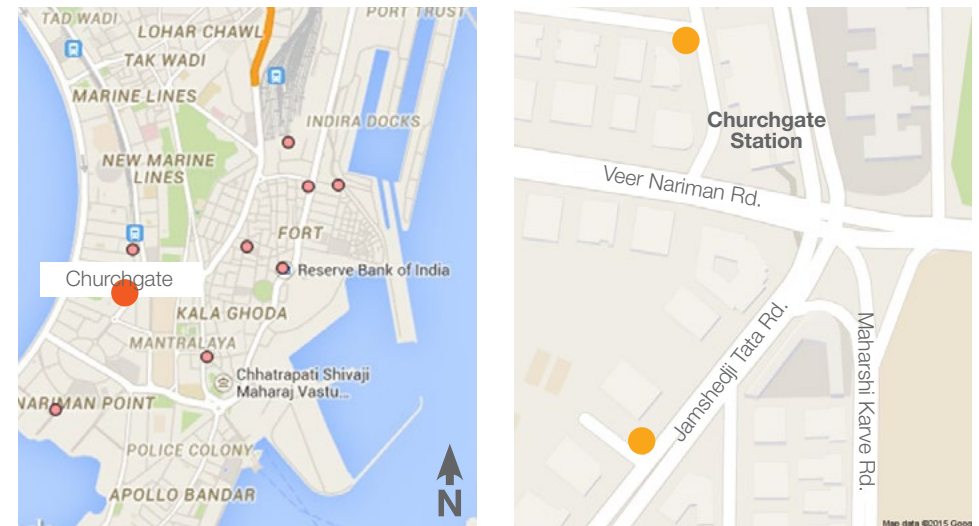 TAD WADI
PORT TRUST
LOHAR CHAWL
TAK WADI
MARINE LINES
INDIRA DOCKS
NEW MARINE
LINES
FORT
Reserve Bank of India
Churchgate
KALA GHODA
MANTRALAYA
Chhatrapati Shivaji
Maharaj Vastu...
NARIMAN POINT
POLICE COLONY
APOLLO BANDAR
N
Churchgate
Station
Veer Nariman Rd.
Jamshedji Tata Rd.
Maharshi Karve Rd.
Map data ©2015 Goog